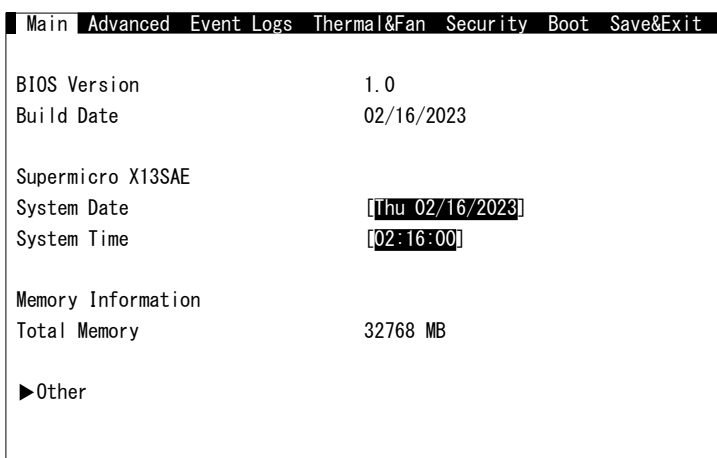 Main Advanced Event Logs Thermal&Fan Security Boot Save&Exit
BIOS Version 1.0
Build Date 02/16/2023
Supermicro X13SAE
System Date [Thu 02/16/2023]
System Time [02:16:00]
Memory Information
Total Memory 32768 MB
▶Other